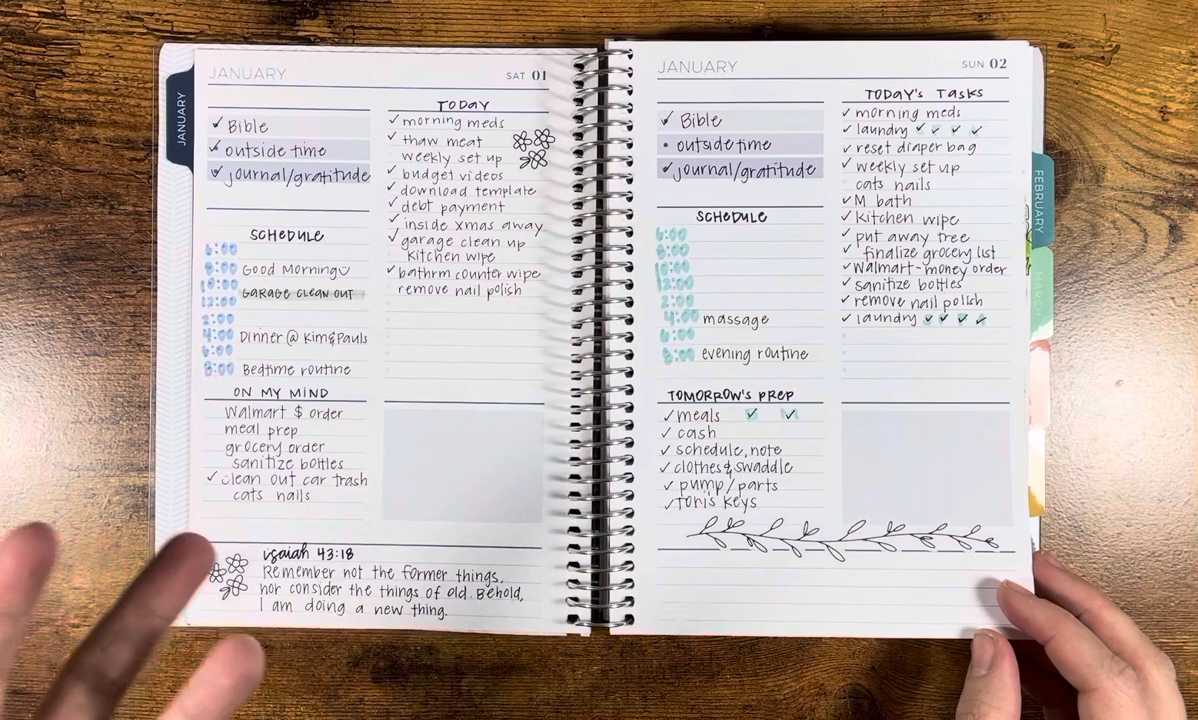 JANUARY
SAT 01
Bible
outside time
journal/gratitude
SCHEDULE
6:00
8:00
Good Morning
10:00
GARAGE CLEAN OUT
12:00
2:00
4:00
Dinner @ Kim&Pauls
6:00
8:00
Bedtime routine
ON MY MIND
Walmart $ order
meal prep
grocery order
sanitize bottles
clean out car trash
cats nails
TODAY
morning meds
thaw meat
weekly set up
budget videos
download template
debt payment
inside xmas away
garage clean up
kitchen wipe
bathrm counter wipe
remove nail polish
isaiah 43:18
Remember not the former things,
nor consider the things of old. Behold,
I am doing a new thing.
JANUARY
JANUARY
SUN 02
Bible
outside time
journal/gratitude
SCHEDULE
6:00
8:00
10:00
12:00
2:00
4:00 massage
6:00
8:00 evening routine
TOMORROW'S PREP
meals
cash
schedule, note
clothes & swaddle
pump/parts
Toni's keys
TODAY'S TASKS
morning meds
laundry
reset diaper bag
weekly set up
cats nails
M bath
kitchen wipe
put away tree
finalize grocery list
Walmart-money order
sanitize bottles
remove nail polish
laundry
FEBRUARY
MARCH